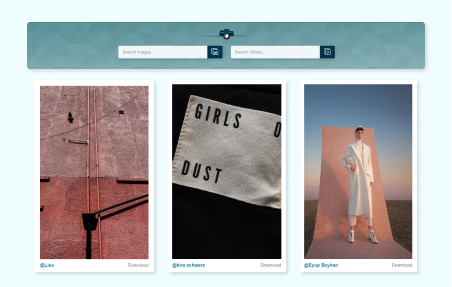 Search Images...
Search Videos...
GIRLS O
DUST
@Lisa
Download
@kira schwarz
Download
@Eyup Beyhan
Download